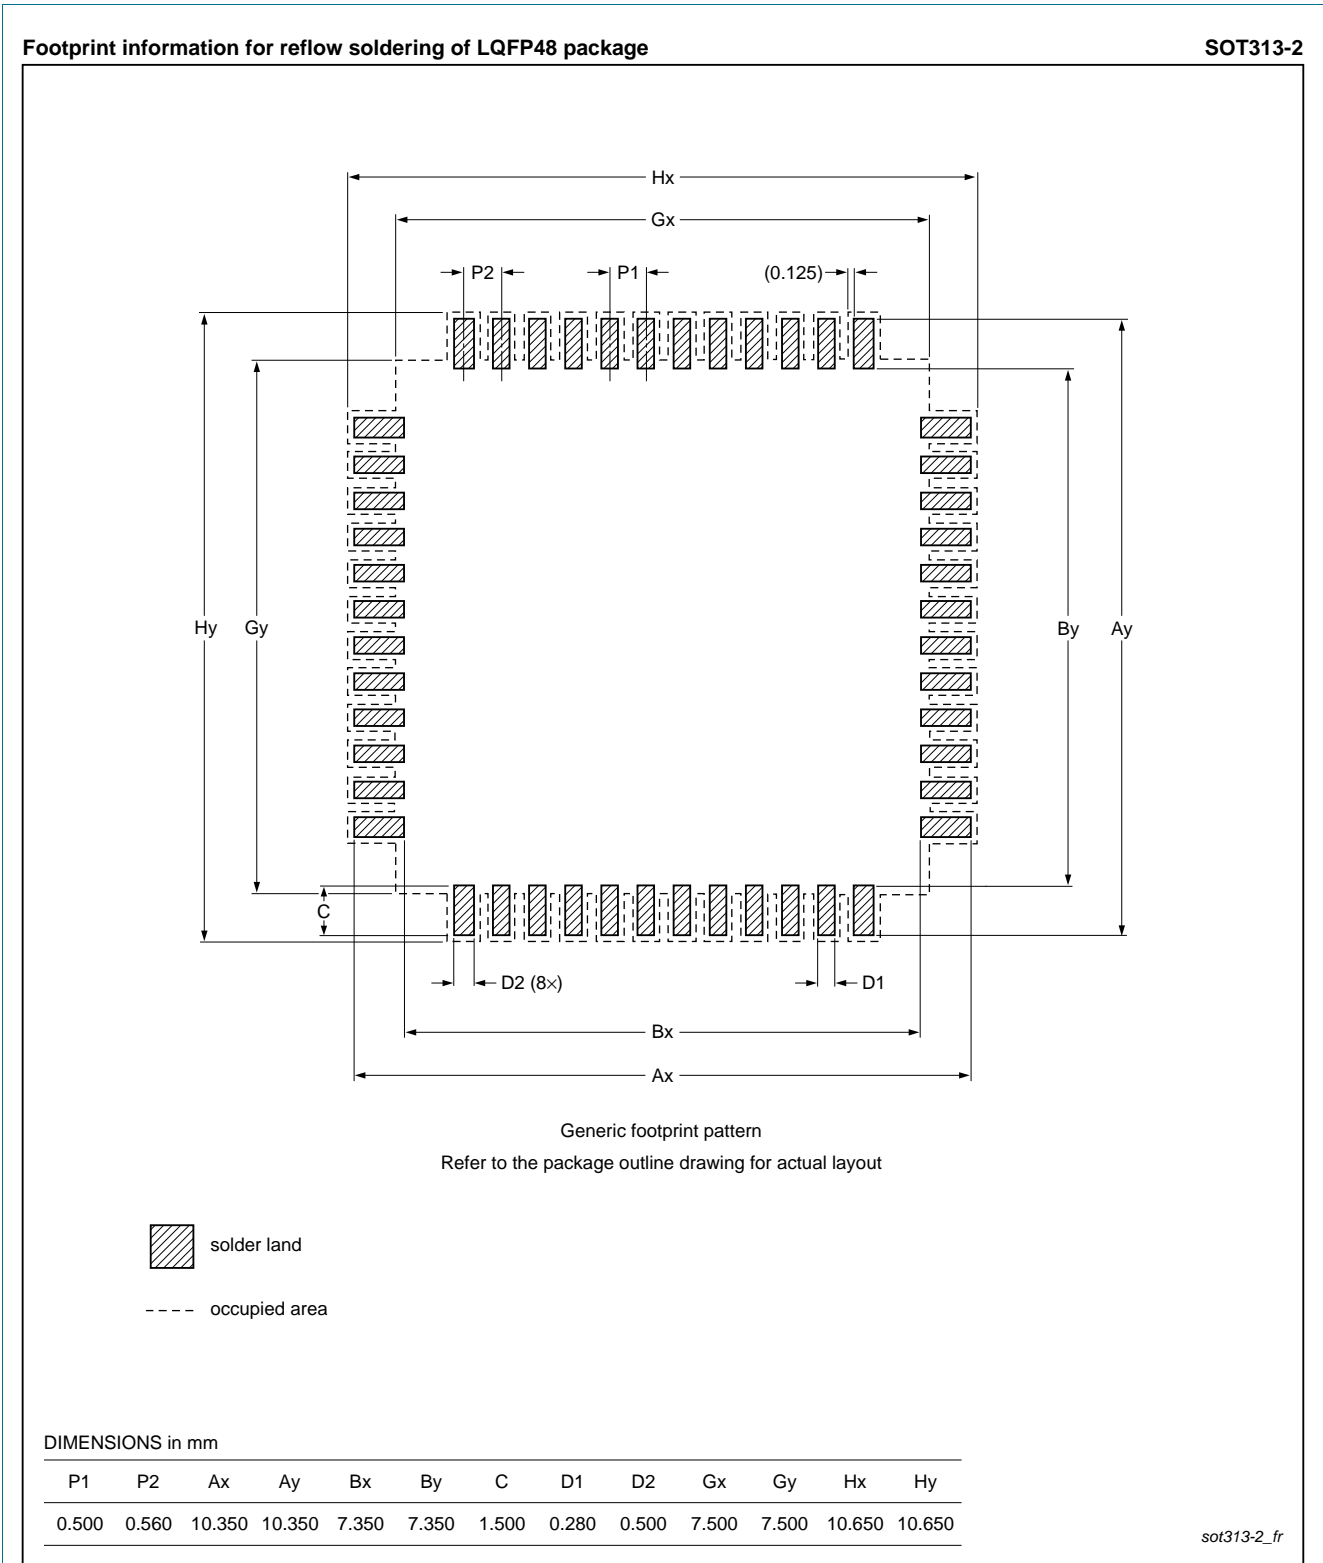 Footprint information for reflow soldering of LQFP48 package SOT313-2
Hx
Gx
P2 P1 (0.125)
Hy Gy By Ay
C
D2 (8×) D1
Bx
Ax
Generic footprint pattern
Refer to the package outline drawing for actual layout
solder land
occupied area
DIMENSIONS in mm
P1 P2 Ax Ay Bx By C D1 D2 Gx Gy Hx Hy
0.500 0.560 10.350 10.350 7.350 7.350 1.500 0.280 0.500 7.500 7.500 10.650 10.650
sot313-2_fr